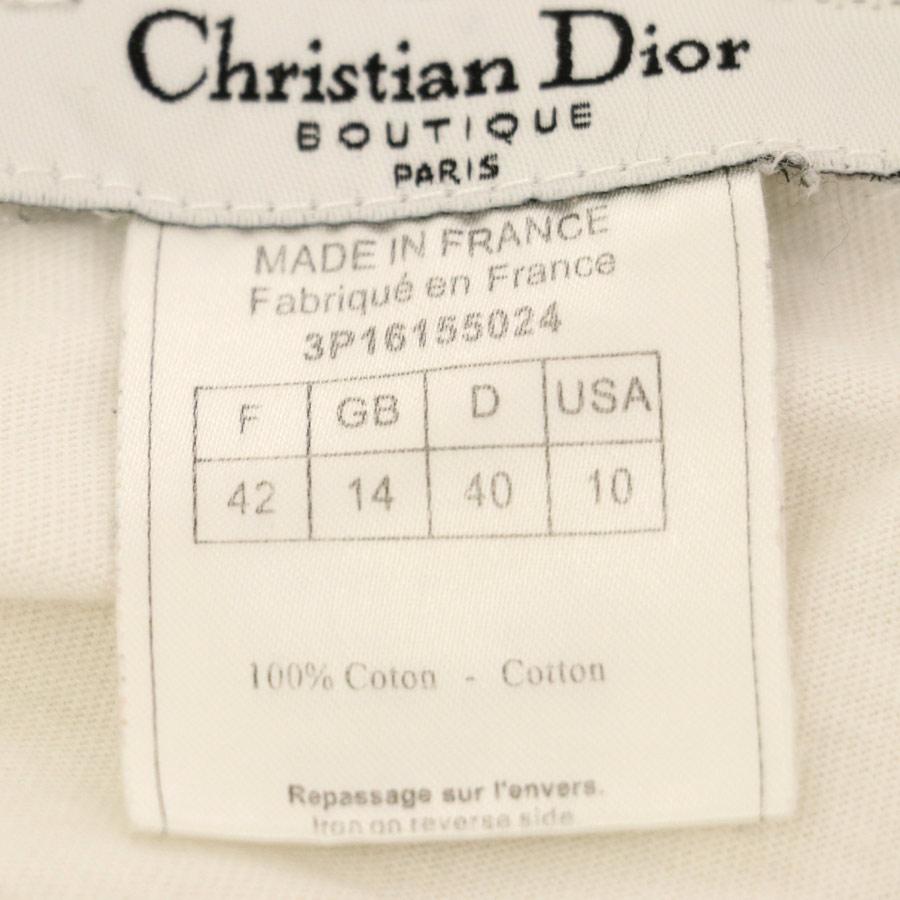 Christian Dior
BOUTIQUE
PARIS
MADE IN FRANCE
Fabriqué en France
3P16155024
F GB D USA
42 14 40 10
100% Coton - Cotton
Repassage sur l'envers.
Iron on reverse side